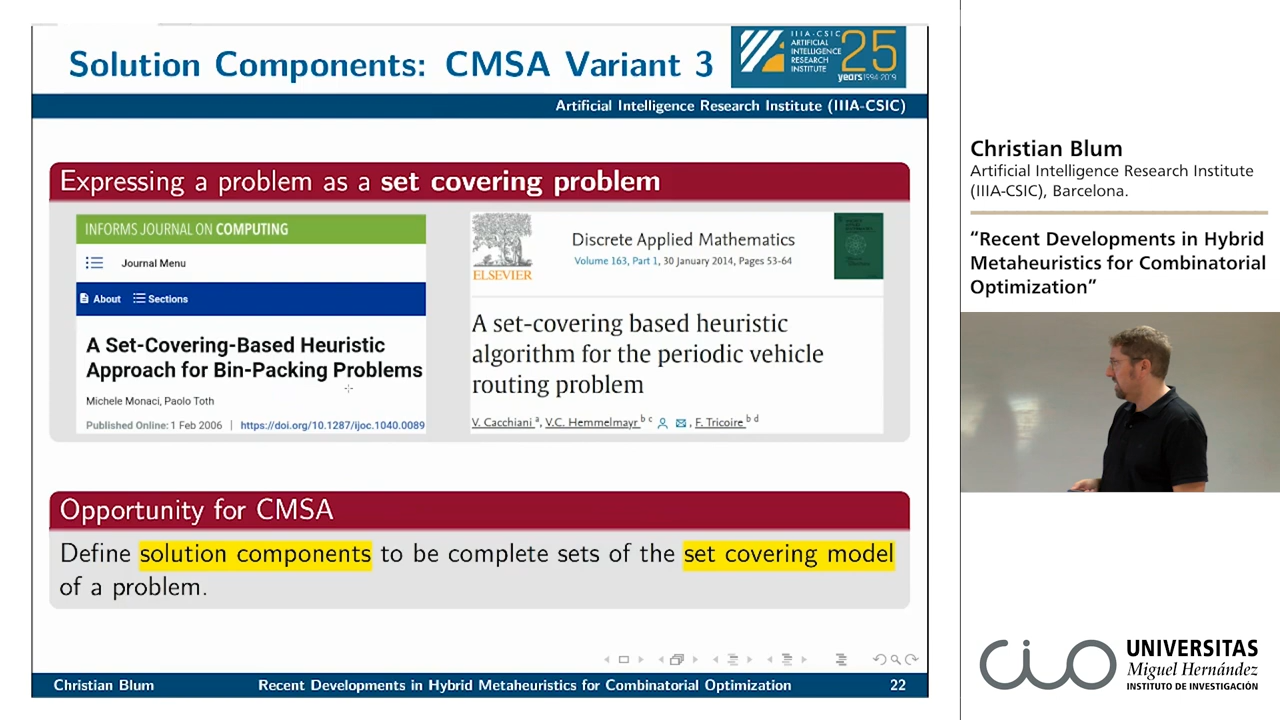 Solution Components: CMSA Variant 3
IIIA-CSIC
ARTIFICIAL
INTELLIGENCE
RESEARCH
INSTITUTE
25
years 1994-2019
Artificial Intelligence Research Institute (IIIA-CSIC)
Expressing a problem as a set covering problem
INFORMS JOURNAL ON COMPUTING
Journal Menu
About Sections
A Set-Covering-Based Heuristic
Approach for Bin-Packing Problems
Michele Monaci, Paolo Toth
Published Online: 1 Feb 2006 | https://doi.org/10.1287/ijoc.1040.0089
ELSEVIER
Discrete Applied Mathematics
Volume 163, Part 1, 30 January 2014, Pages 53-64
A set-covering based heuristic
algorithm for the periodic vehicle
routing problem
V. Cacchiani a, V.C. Hemmelmayr b c, F. Tricoire b d
Opportunity for CMSA
Define solution components to be complete sets of the set covering model
of a problem.
Christian Blum Recent Developments in Hybrid Metaheuristics for Combinatorial Optimization 22
Christian Blum
Artificial Intelligence Research Institute
(IIIA-CSIC), Barcelona.
“Recent Developments in Hybrid
Metaheuristics for Combinatorial
Optimization”
cio
UNIVERSITAS
Miguel Hernández
INSTITUTO DE INVESTIGACIÓN